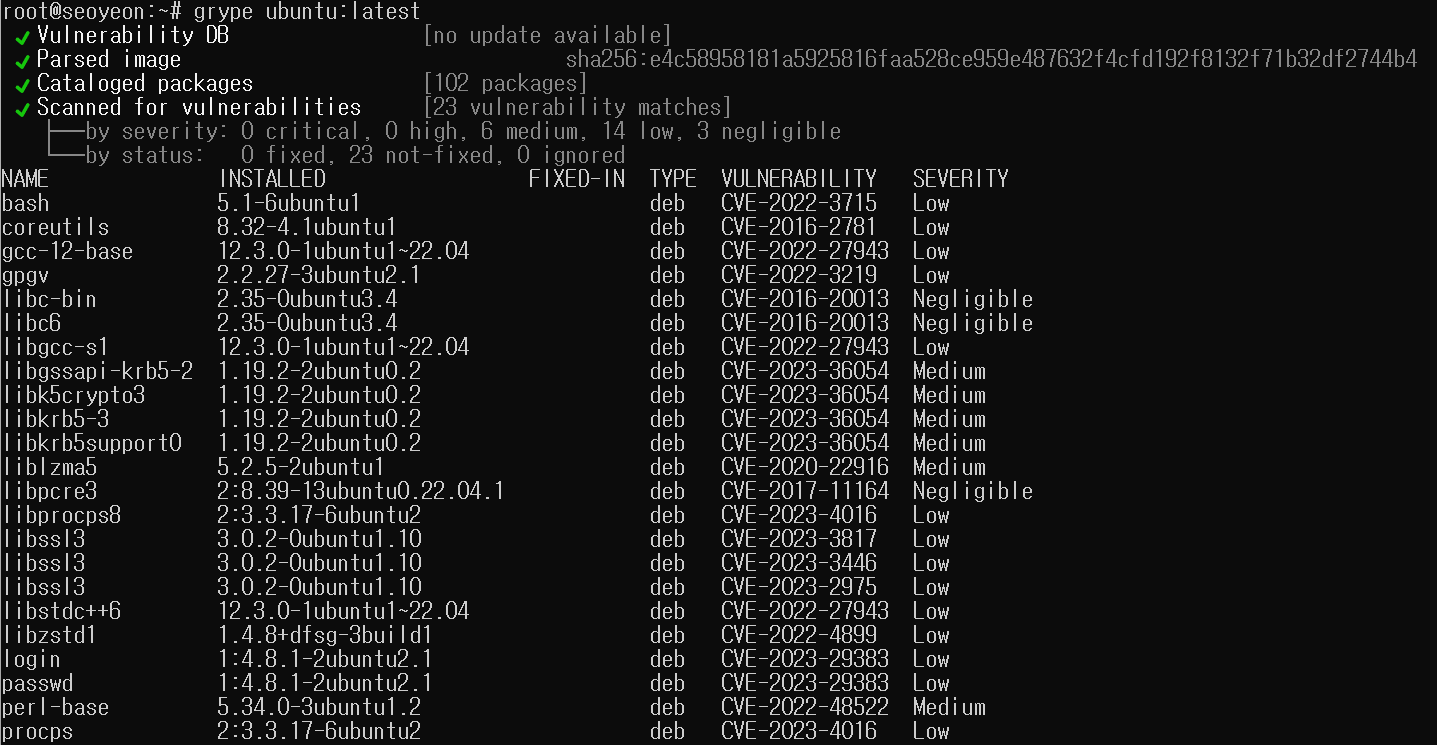 root@seoyeon:~# grype ubuntu:latest
✔ Vulnerability DB                [no update available]
✔ Parsed image                                sha256:e4c58958181a5925816faa528ce959e487632f4cfd192f8132f71b32df2744b4
✔ Cataloged packages              [102 packages]
✔ Scanned for vulnerabilities     [23 vulnerability matches]
├──by severity: 0 critical, 0 high, 6 medium, 14 low, 3 negligible
└──by status:   0 fixed, 23 not-fixed, 0 ignored
NAME              INSTALLED                 FIXED-IN  TYPE  VULNERABILITY   SEVERITY
bash              5.1-6ubuntu1                        deb   CVE-2022-3715   Low
coreutils         8.32-4.1ubuntu1                     deb   CVE-2016-2781   Low
gcc-12-base       12.3.0-1ubuntu1~22.04               deb   CVE-2022-27943  Low
gpgv              2.2.27-3ubuntu2.1                   deb   CVE-2022-3219   Low
libc-bin          2.35-0ubuntu3.4                     deb   CVE-2016-20013  Negligible
libc6             2.35-0ubuntu3.4                     deb   CVE-2016-20013  Negligible
libgcc-s1         12.3.0-1ubuntu1~22.04               deb   CVE-2022-27943  Low
libgssapi-krb5-2  1.19.2-2ubuntu0.2                   deb   CVE-2023-36054  Medium
libk5crypto3      1.19.2-2ubuntu0.2                   deb   CVE-2023-36054  Medium
libkrb5-3         1.19.2-2ubuntu0.2                   deb   CVE-2023-36054  Medium
libkrb5support0   1.19.2-2ubuntu0.2                   deb   CVE-2023-36054  Medium
liblzma5          5.2.5-2ubuntu1                      deb   CVE-2020-22916  Medium
libpcre3          2:8.39-13ubuntu0.22.04.1            deb   CVE-2017-11164  Negligible
libprocps8        2:3.3.17-6ubuntu2                   deb   CVE-2023-4016   Low
libssl3           3.0.2-0ubuntu1.10                   deb   CVE-2023-3817   Low
libssl3           3.0.2-0ubuntu1.10                   deb   CVE-2023-3446   Low
libssl3           3.0.2-0ubuntu1.10                   deb   CVE-2023-2975   Low
libstdc++6        12.3.0-1ubuntu1~22.04               deb   CVE-2022-27943  Low
libzstd1          1.4.8+dfsg-3build1                  deb   CVE-2022-4899   Low
login             1:4.8.1-2ubuntu2.1                  deb   CVE-2023-29383  Low
passwd            1:4.8.1-2ubuntu2.1                  deb   CVE-2023-29383  Low
perl-base         5.34.0-3ubuntu1.2                   deb   CVE-2022-48522  Medium
procps            2:3.3.17-6ubuntu2                   deb   CVE-2023-4016   Low